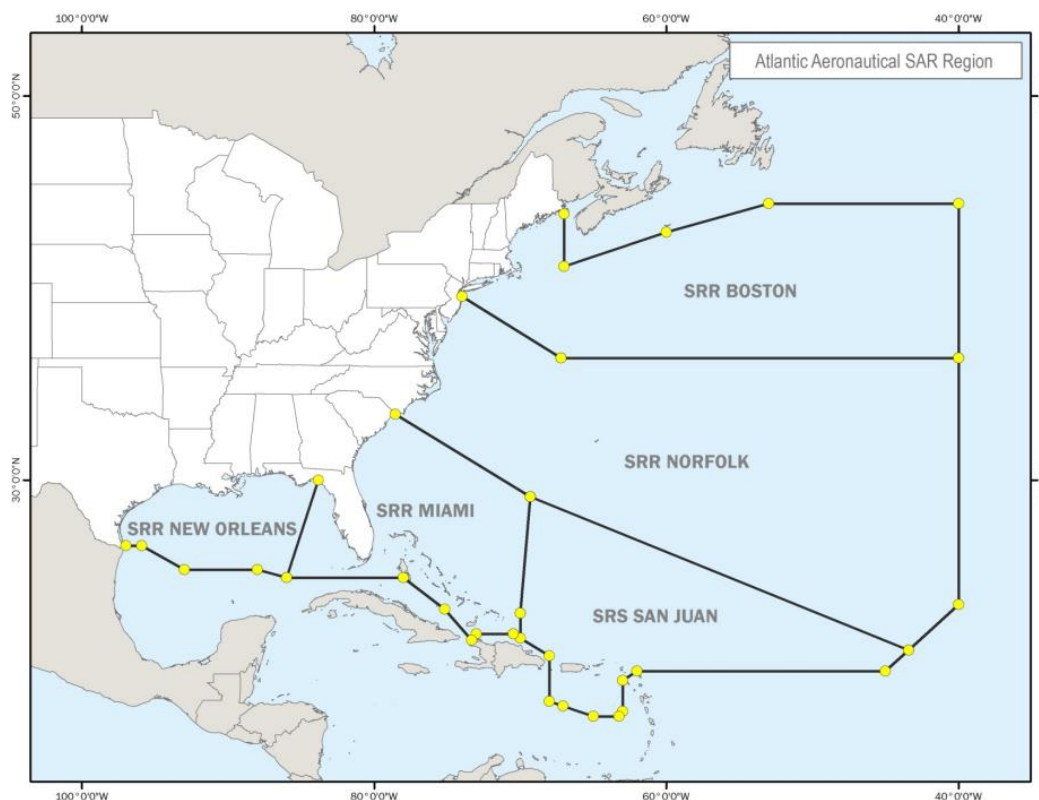 100°0'0"W 80°0'0"W 60°0'0"W 40°0'0"W
Atlantic Aeronautical SAR Region
50°0'0"N
SRR BOSTON
SRR NORFOLK
30°0'0"N
SRR MIAMI
SRR NEW ORLEANS
SRS SAN JUAN
100°0'0"W 80°0'0"W 60°0'0"W 40°0'0"W